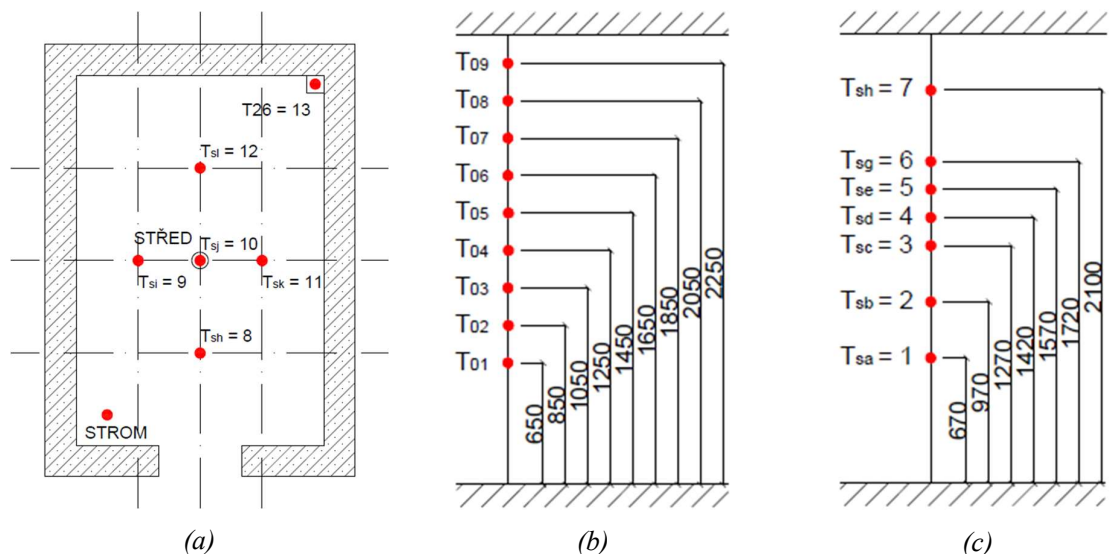 T26 = 13
Tsl = 12
STŘED
Tsj = 10
Tsi = 9
Tsk = 11
Tsh = 8
STROM
(a)
T09
T08
T07
T06
T05
T04
T03
T02
T01
650
850
1050
1250
1450
1650
1850
2050
2250
(b)
Tsh = 7
Tsg = 6
Tse = 5
Tsd = 4
Tsc = 3
Tsb = 2
Tsa = 1
670
970
1270
1420
1570
1720
2100
(c)